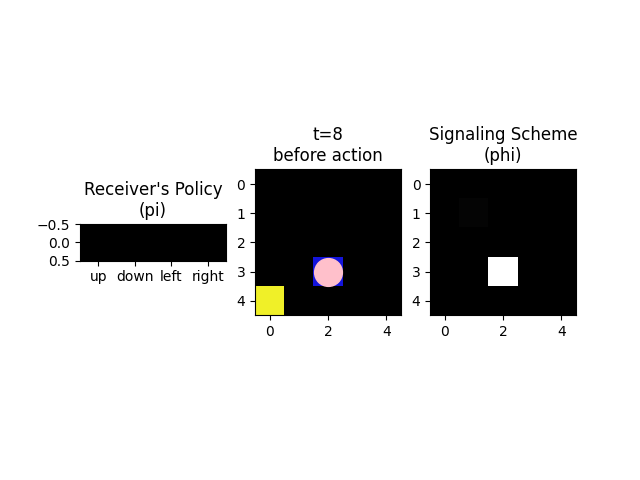 Receiver's Policy
(pi)
−0.5
0.0
0.5
up down left right
t=8
before action
0
1
2
3
4
0 2 4
Signaling Scheme
(phi)
0
1
2
3
4
0 2 4